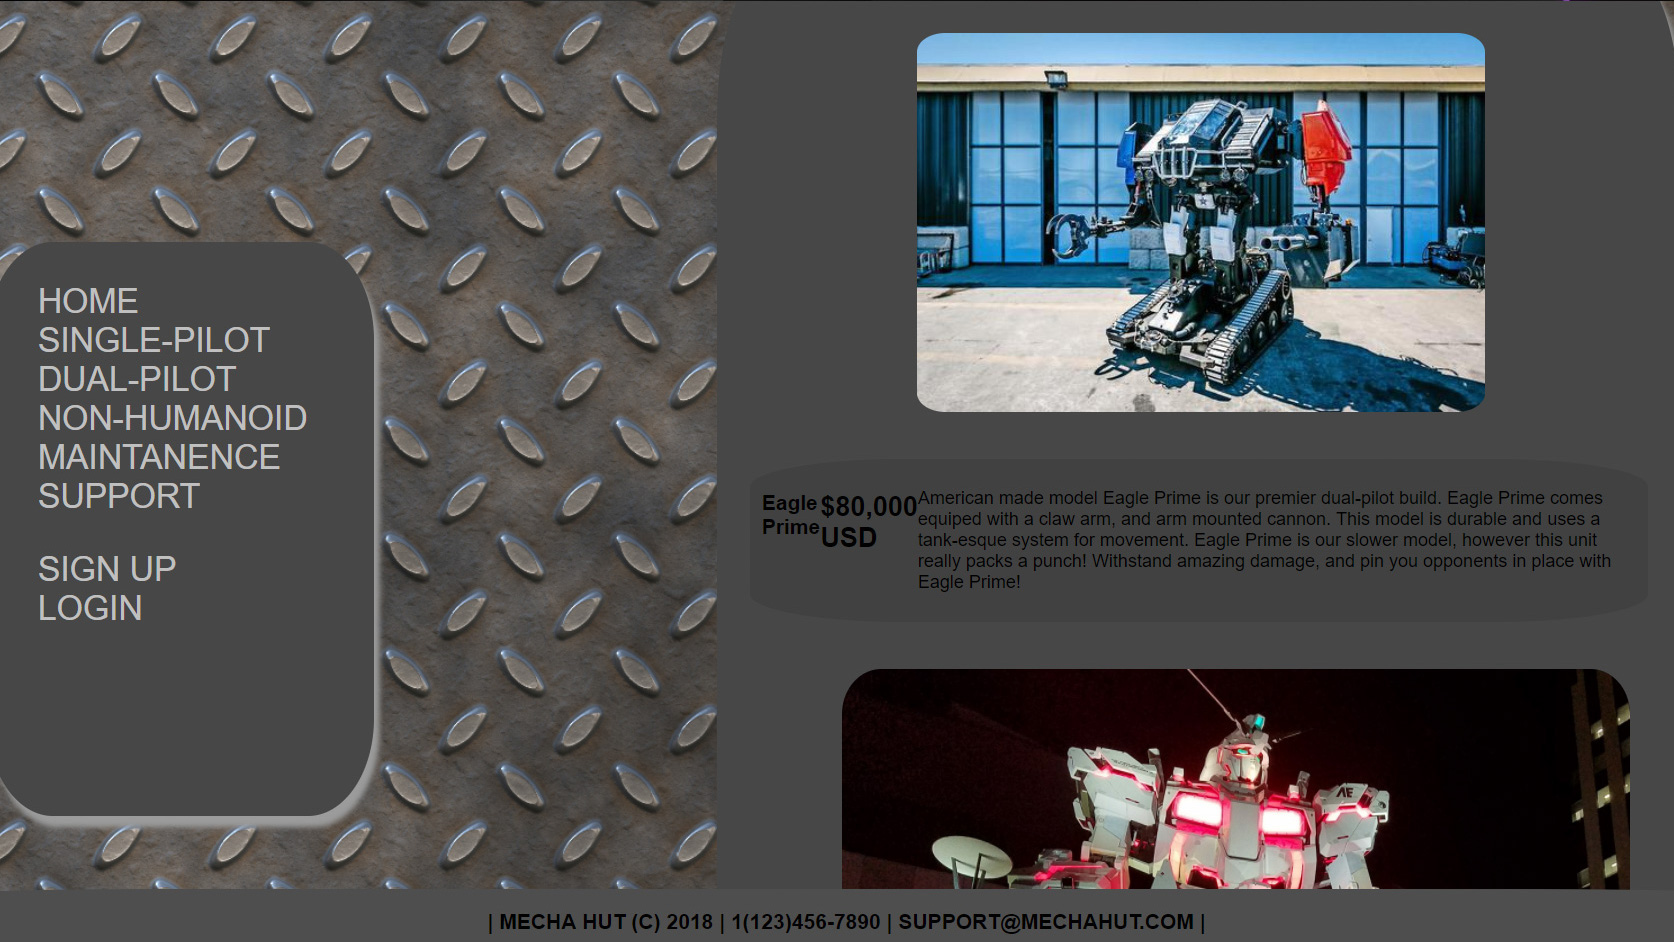 HOME
SINGLE-PILOT
DUAL-PILOT
NON-HUMANOID
MAINTANENCE
SUPPORT
SIGN UP
LOGIN
Eagle
Prime
$80,000
USD
American made model Eagle Prime is our premier dual-pilot build. Eagle Prime comes
equiped with a claw arm, and arm mounted cannon. This model is durable and uses a
tank-esque system for movement. Eagle Prime is our slower model, however this unit
really packs a punch! Withstand amazing damage, and pin you opponents in place with
Eagle Prime!
AE
| MECHA HUT (C) 2018 | 1(123)456-7890 | SUPPORT@MECHAHUT.COM |